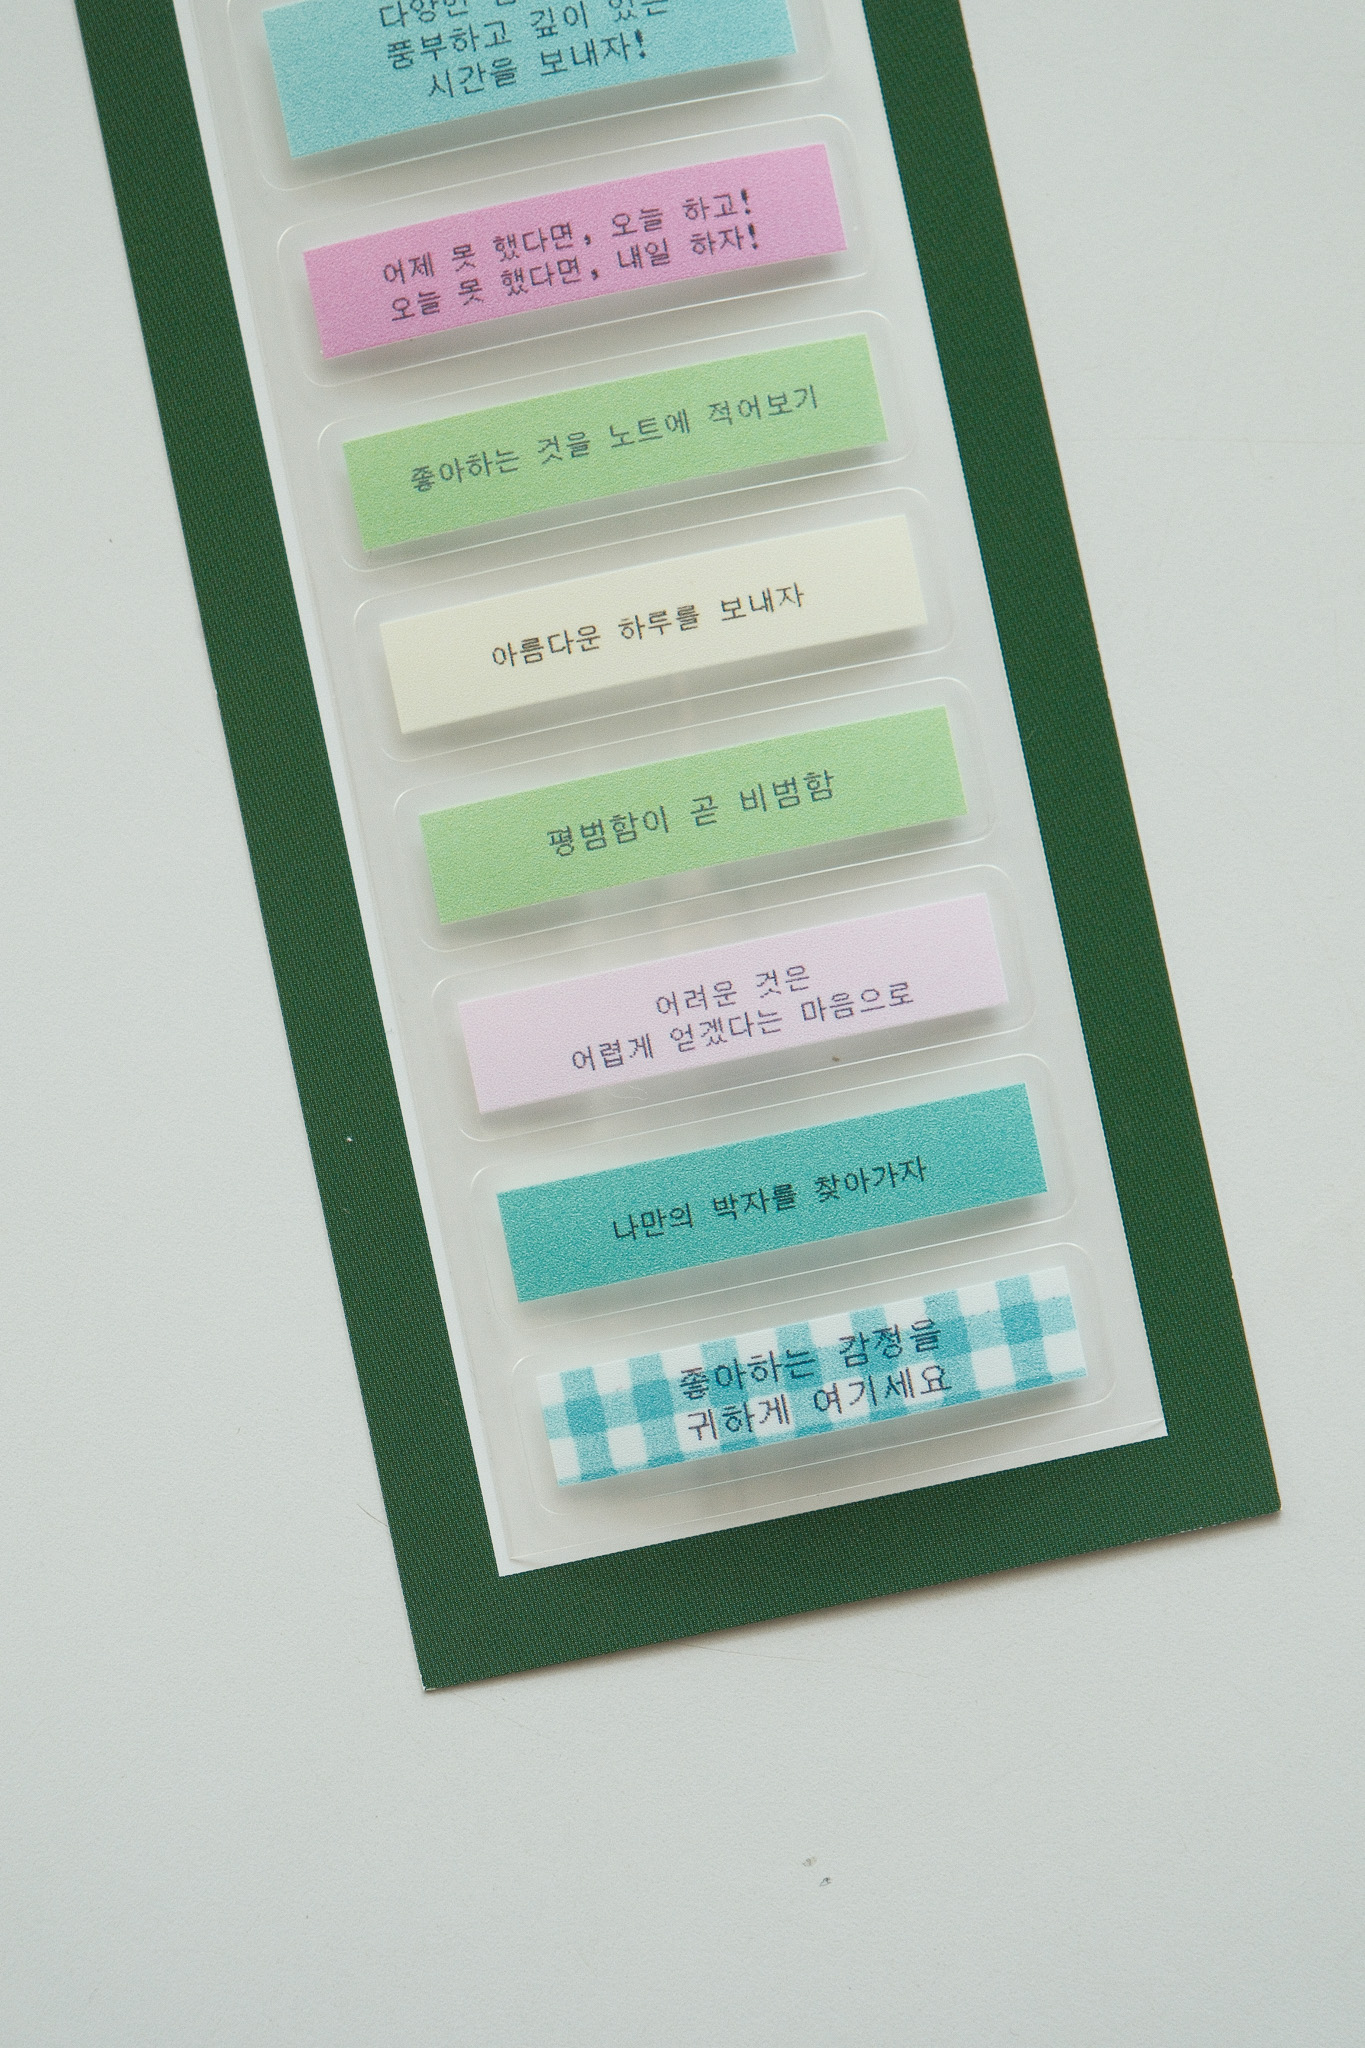 다양한
풍부하고 깊이 있는
시간을 보내자!
어제 못 했다면, 오늘 하고!
오늘 못 했다면, 내일 하자!
좋아하는 것을 노트에 적어보기
아름다운 하루를 보내자
평범함이 곧 비범함
어려운 것은
어렵게 얻겠다는 마음으로
나만의 박자를 찾아가자
좋아하는 감정을
귀하게 여기세요